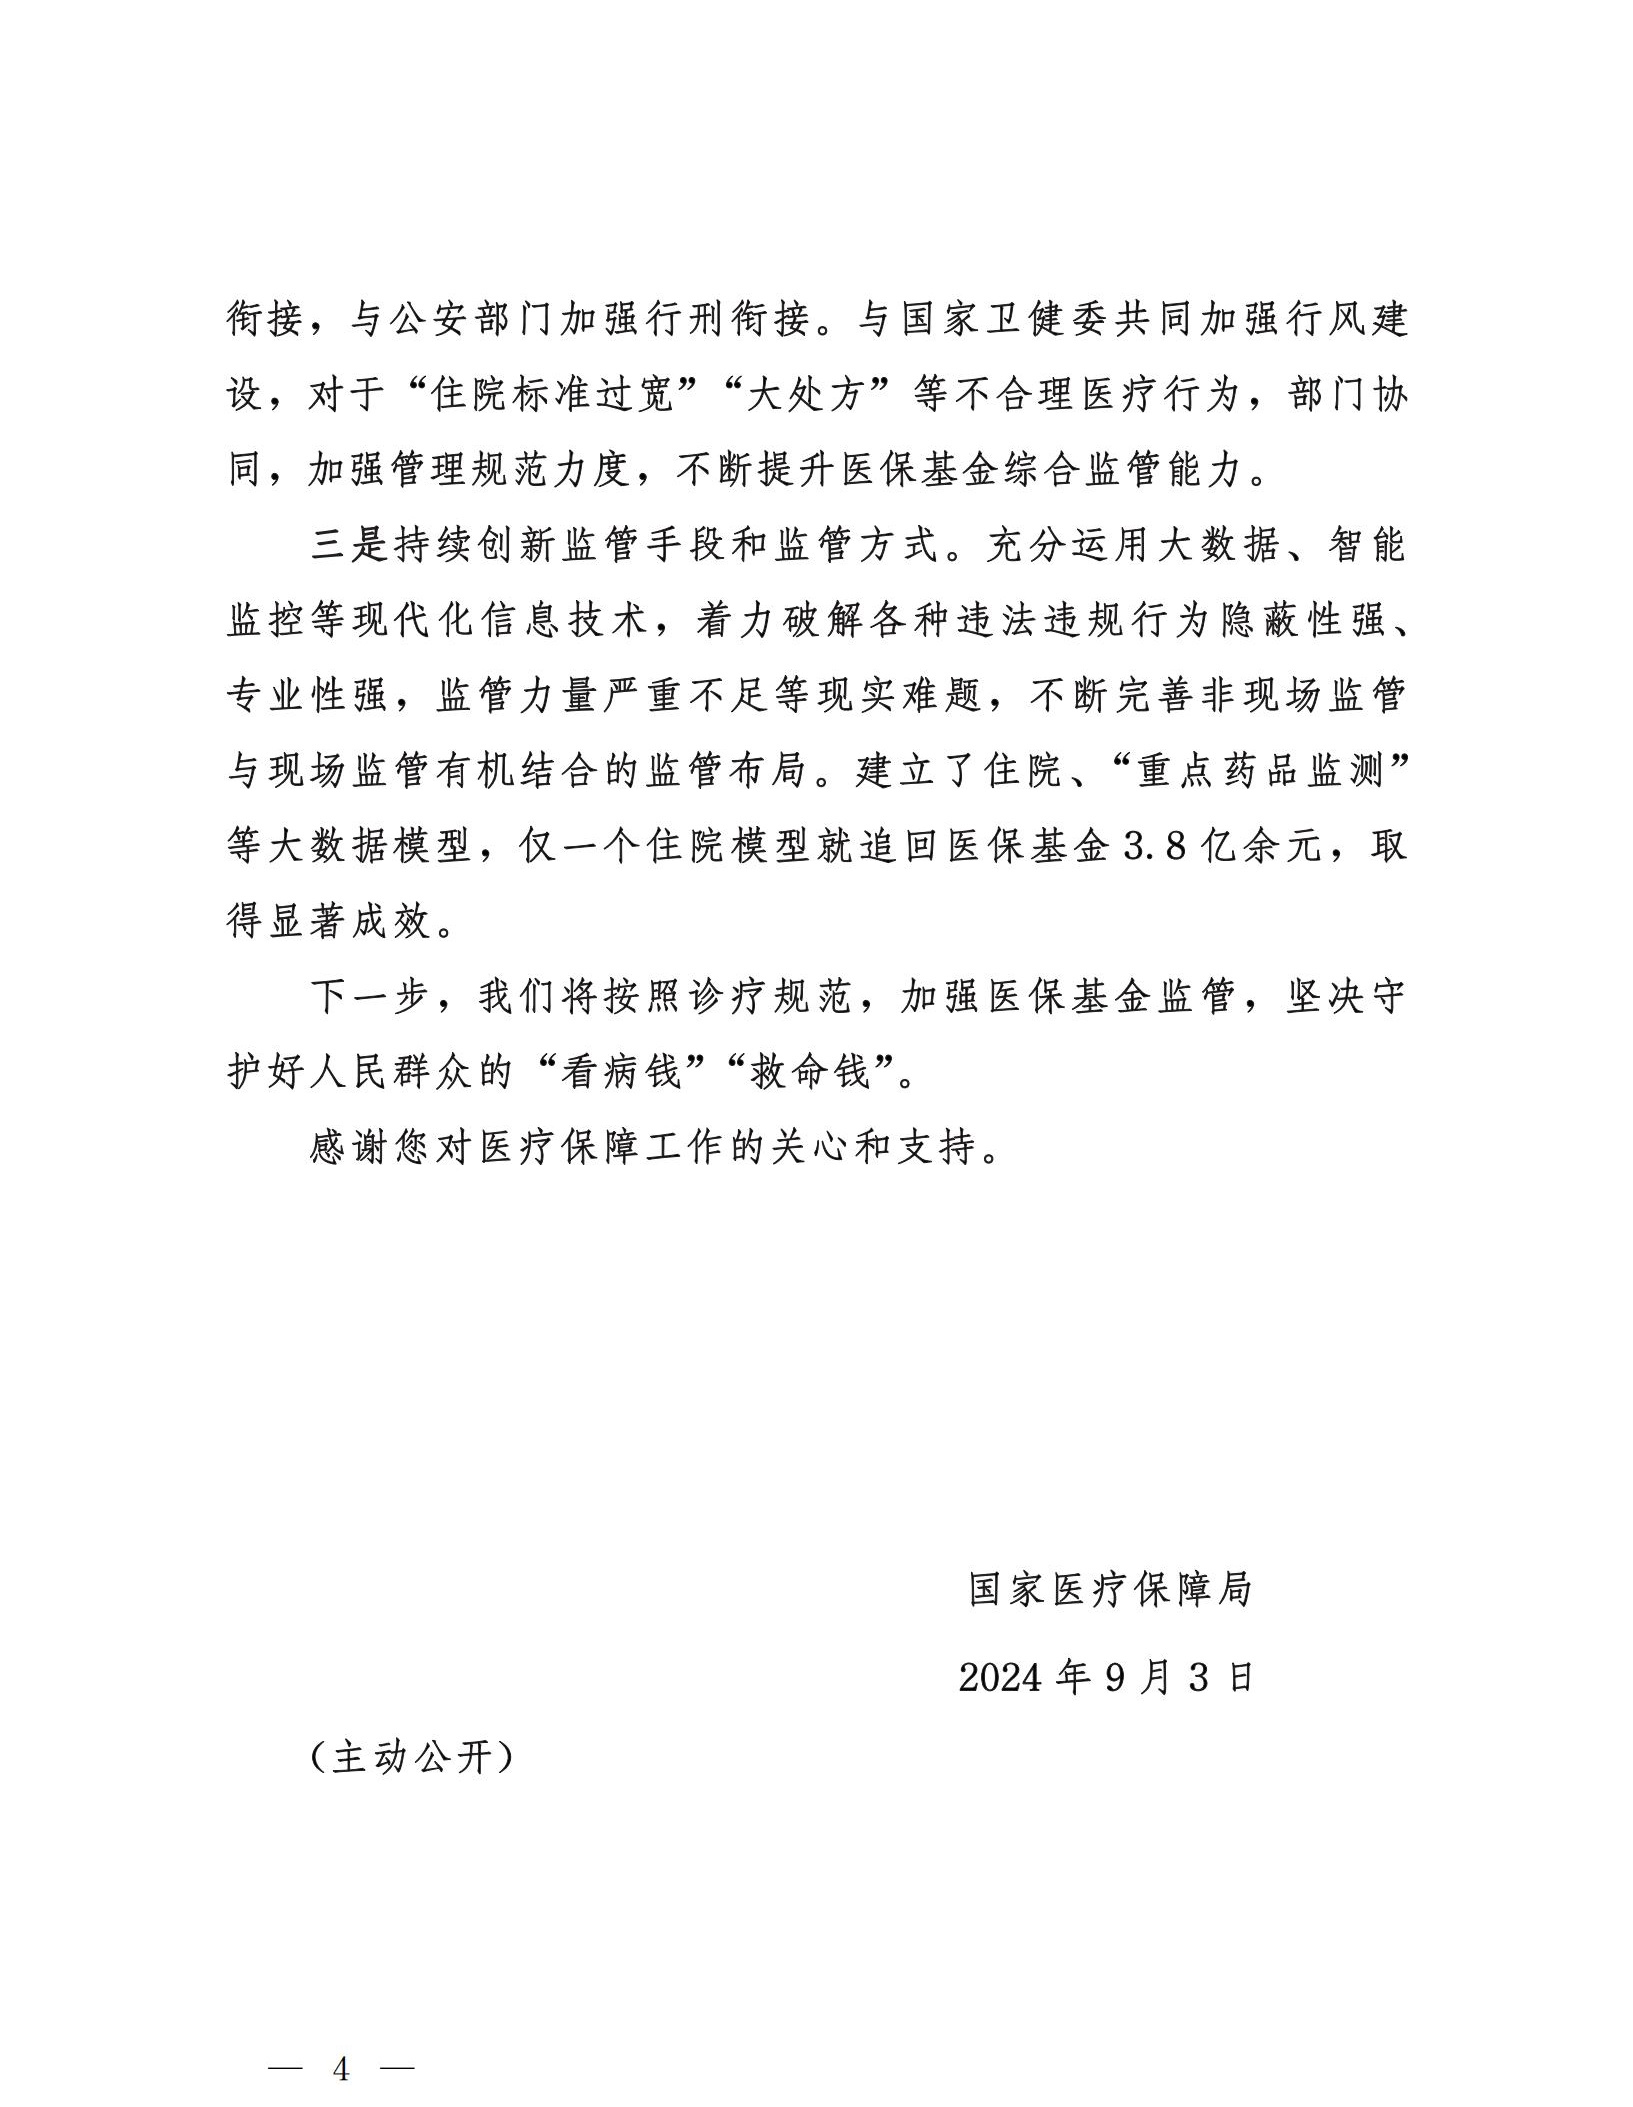 衔接，与公安部门加强行刑衔接。与国家卫健委共同加强行风建
设，对于“住院标准过宽”“大处方”等不合理医疗行为，部门协
同，加强管理规范力度，不断提升医保基金综合监管能力。
三是持续创新监管手段和监管方式。充分运用大数据、智能
监控等现代化信息技术，着力破解各种违法违规行为隐蔽性强、
专业性强，监管力量严重不足等现实难题，不断完善非现场监管
与现场监管有机结合的监管布局。建立了住院、“重点药品监测”
等大数据模型，仅一个住院模型就追回医保基金 3.8 亿余元，取
得显著成效。
下一步，我们将按照诊疗规范，加强医保基金监管，坚决守
护好人民群众的“看病钱”“救命钱”。
感谢您对医疗保障工作的关心和支持。
国家医疗保障局
2024 年 9 月 3 日
（主动公开）
— 4 —